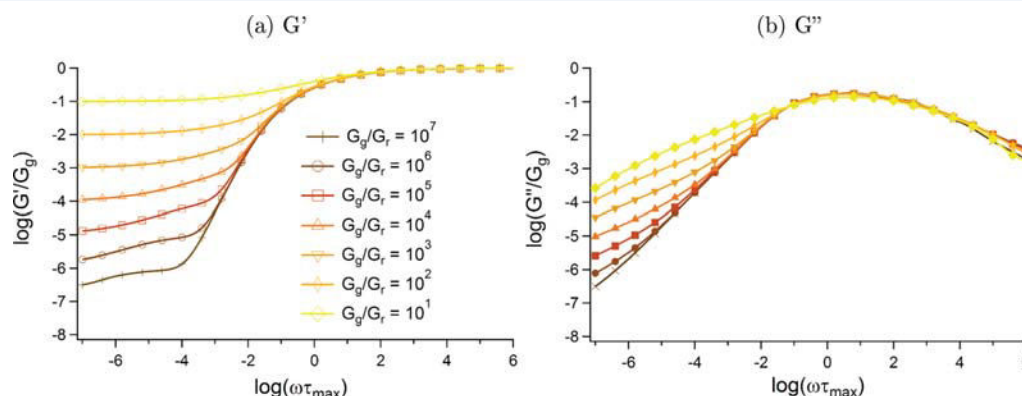 (a) G’
(b) G”
log(G'/Gg)
0
-1
-2
-3
-4
-5
-6
-7
-8
Gg/Gr = 10^7
Gg/Gr = 10^6
Gg/Gr = 10^5
Gg/Gr = 10^4
Gg/Gr = 10^3
Gg/Gr = 10^2
Gg/Gr = 10^1
-6 -4 -2 0 2 4 6
log(ωτmax)
log(G''/Gg)
0
-1
-2
-3
-4
-5
-6
-7
-8
-6 -4 -2 0 2 4
log(ωτmax)